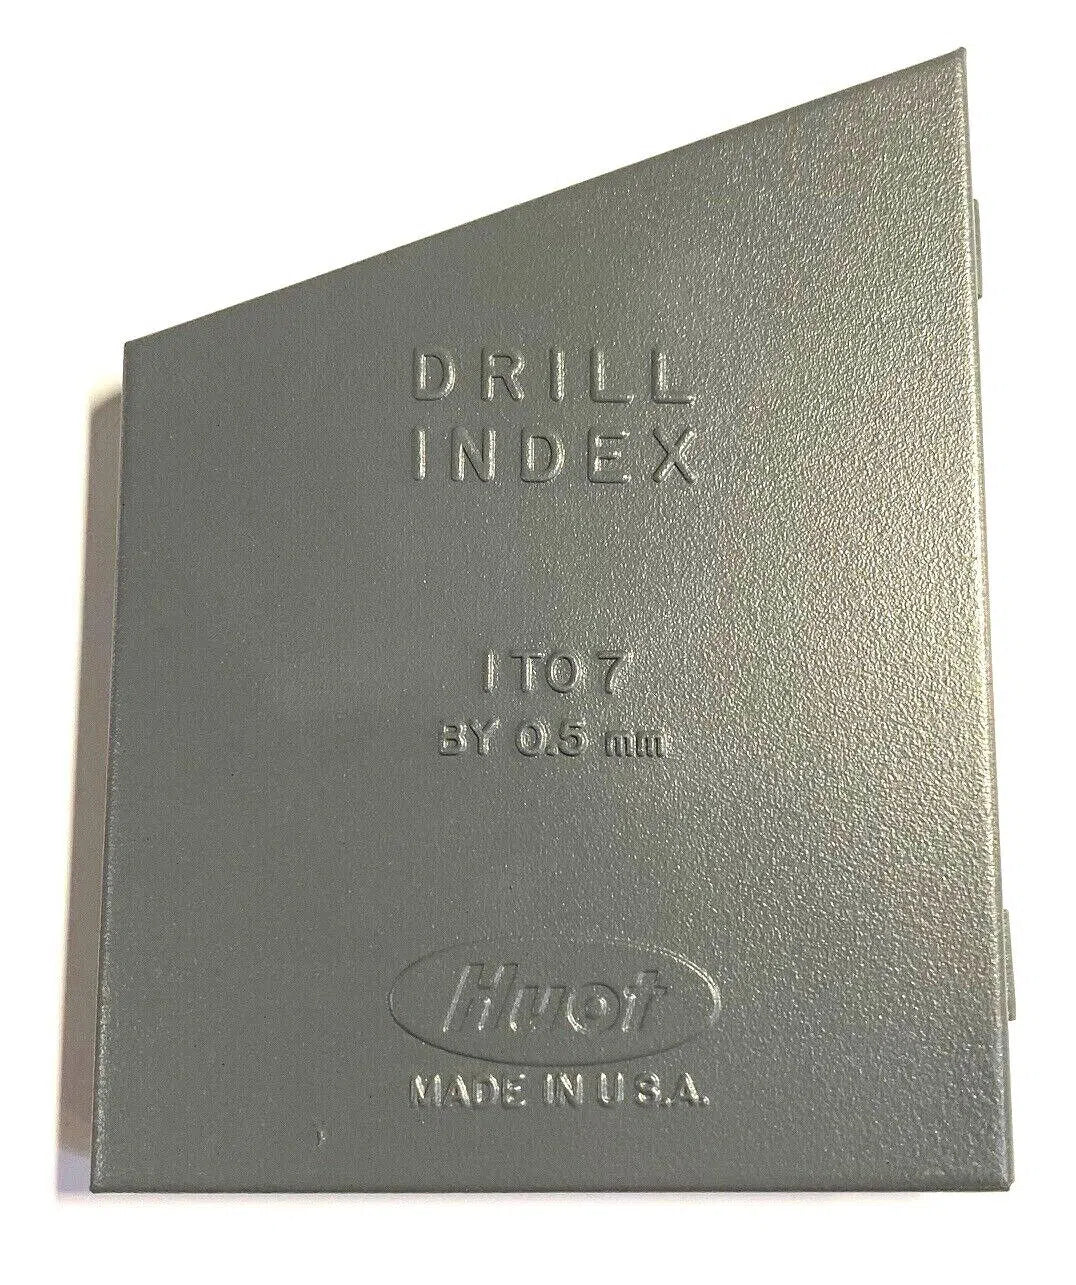 DRILL
INDEX
1 TO 7
BY 0.5 mm
Huot
MADE IN U.S.A.